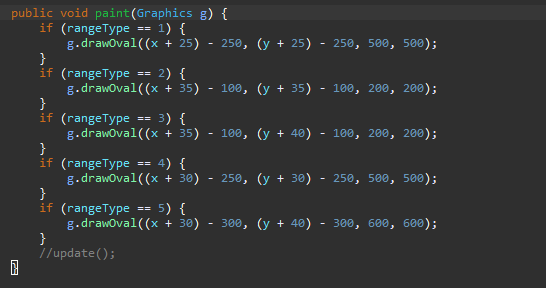 public void paint(Graphics g) {
    if (rangeType == 1) {
        g.drawOval((x + 25) - 250, (y + 25) - 250, 500, 500);
    }
    if (rangeType == 2) {
        g.drawOval((x + 35) - 100, (y + 35) - 100, 200, 200);
    }
    if (rangeType == 3) {
        g.drawOval((x + 35) - 100, (y + 40) - 100, 200, 200);
    }
    if (rangeType == 4) {
        g.drawOval((x + 30) - 250, (y + 30) - 250, 500, 500);
    }
    if (rangeType == 5) {
        g.drawOval((x + 30) - 300, (y + 40) - 300, 600, 600);
    }
    //update();
}